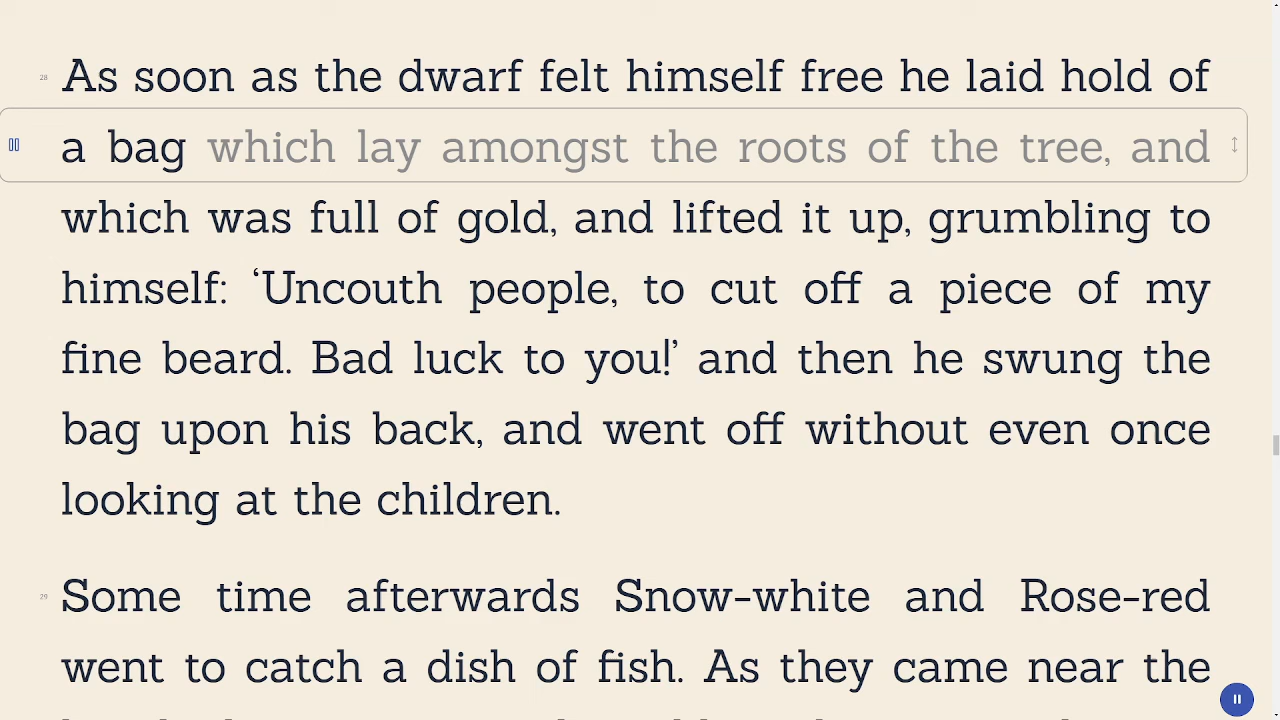 28
As soon as the dwarf felt himself free he laid hold of
a bag which lay amongst the roots of the tree, and
which was full of gold, and lifted it up, grumbling to
himself: ‘Uncouth people, to cut off a piece of my
fine beard. Bad luck to you!’ and then he swung the
bag upon his back, and went off without even once
looking at the children.
29
Some time afterwards Snow-white and Rose-red
went to catch a dish of fish. As they came near the